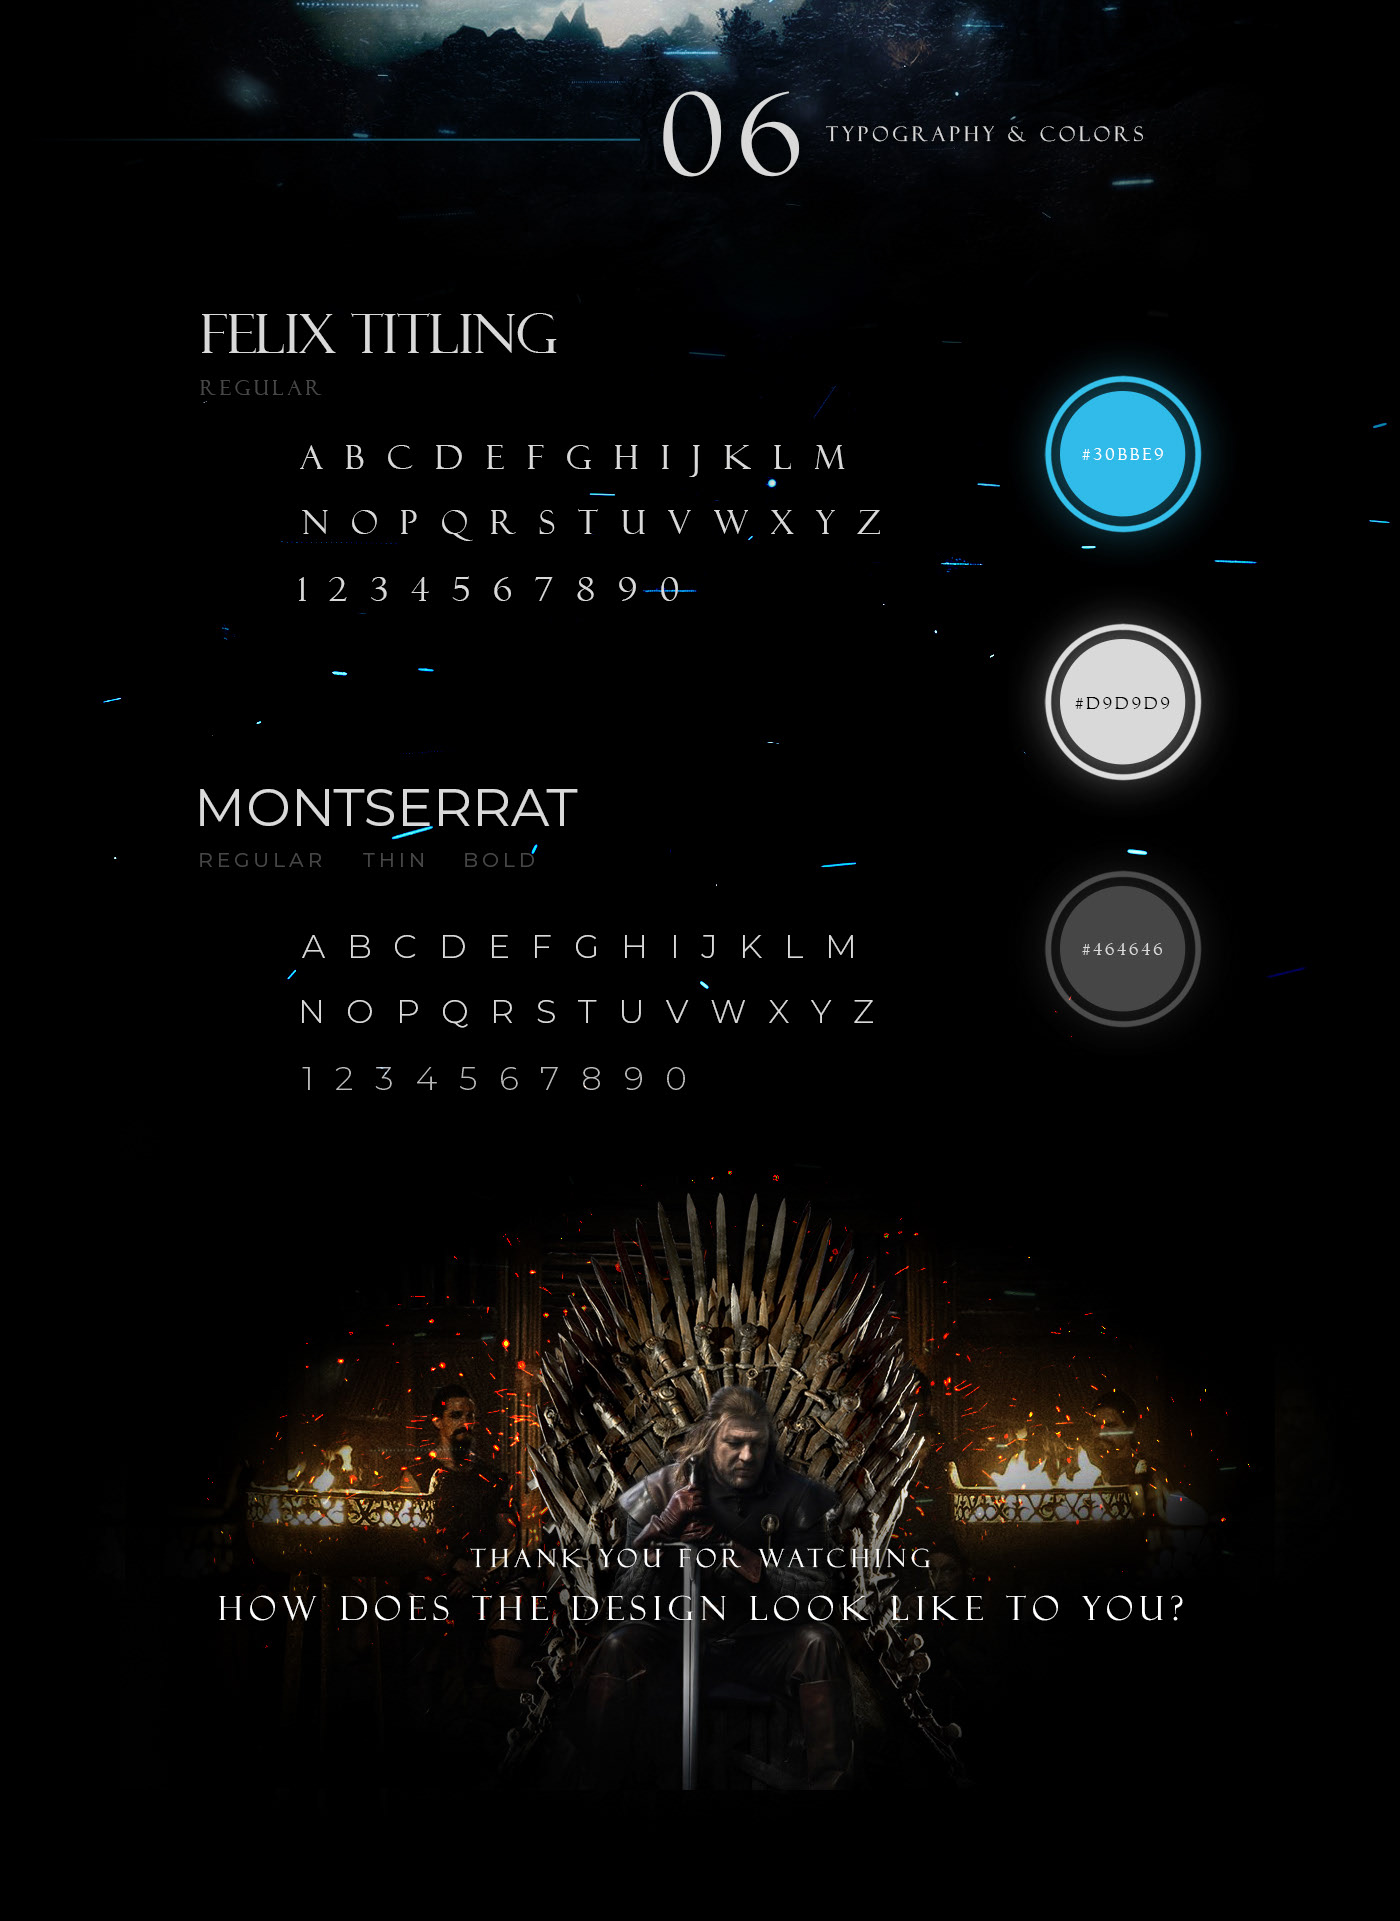 06 TYPOGRAPHY & COLORS
FELIX TITLING
REGULAR
A B C D E F G H I J K L M
N O P Q R S T U V W X Y Z
1 2 3 4 5 6 7 8 9 0
#30BBE9
#D9D9D9
MONTSERRAT
REGULAR THIN BOLD
A B C D E F G H I J K L M
N O P Q R S T U V W X Y Z
1 2 3 4 5 6 7 8 9 0
#464646
THANK YOU FOR WATCHING
HOW DOES THE DESIGN LOOK LIKE TO YOU?